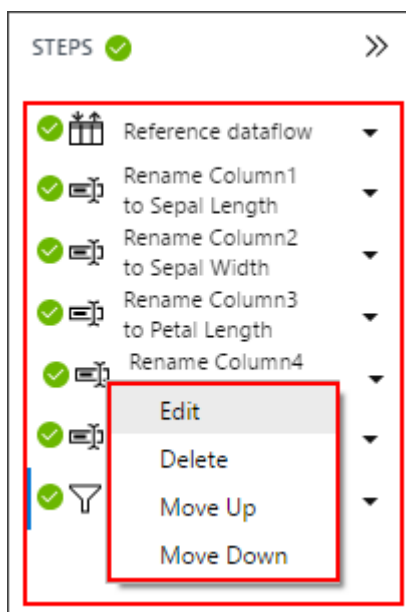 STEPS
Reference dataflow
Rename Column1
to Sepal Length
Rename Column2
to Sepal Width
Rename Column3
to Petal Length
Rename Column4
Edit
Delete
Move Up
Move Down